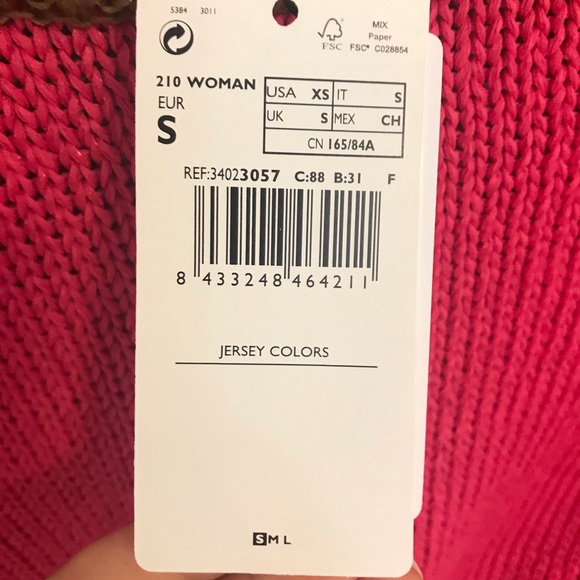 5384 3011
FSC
MIX
Paper
FSC® C028854
210 WOMAN
EUR
S
USA XS IT S
UK S MEX CH
CN 165/84A
REF:34023057 C:88 B:31 F
8 433248 464211
JERSEY COLORS
S M L